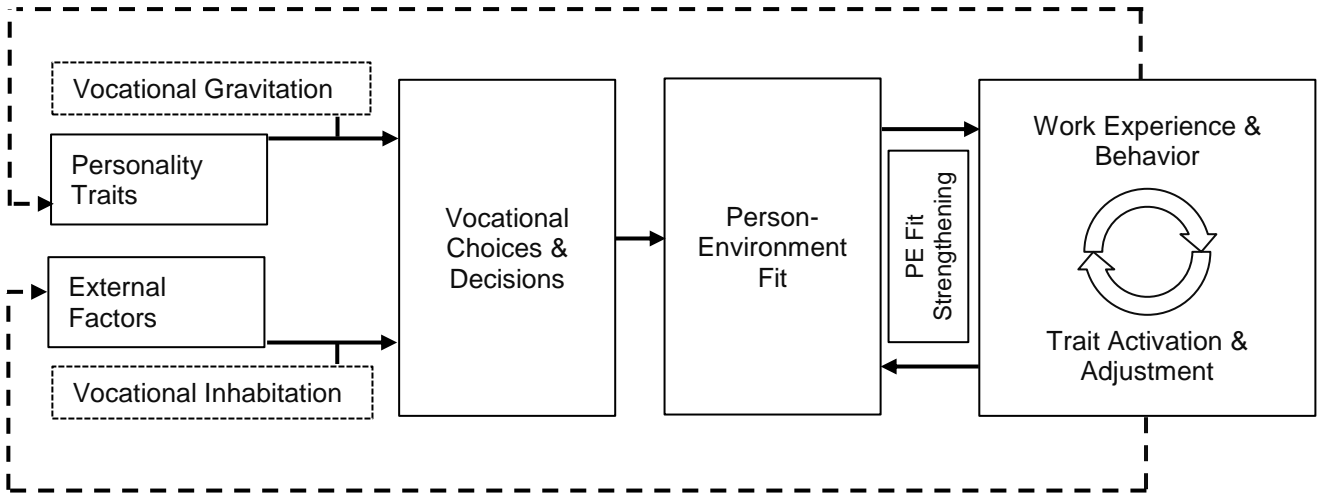 Vocational Gravitation
Personality
Traits
External
Factors
Vocational Inhabitation
Vocational
Choices &
Decisions
Person-
Environment
Fit
PE Fit
Strengthening
Work Experience &
Behavior
Trait Activation &
Adjustment